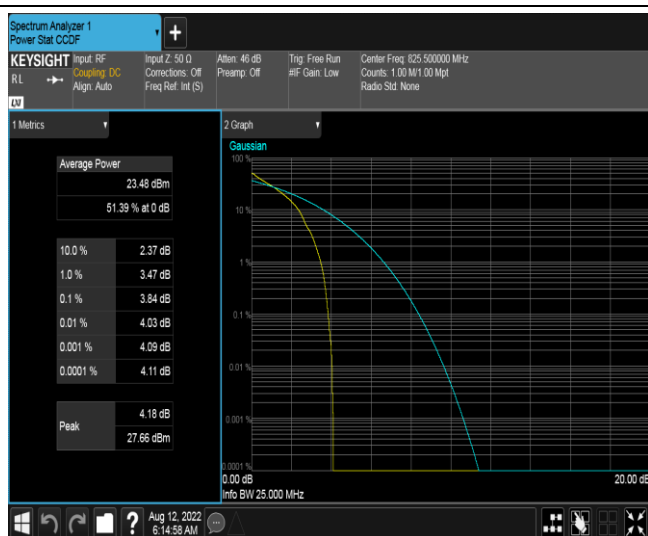 Spectrum Analyzer 1
Power Stat CCDF
+
KEYSIGHT
RL
LXI
Input: RF
Coupling: DC
Align: Auto
Input Z: 50 Ω
Corrections: Off
Freq Ref: Int (S)
Atten: 46 dB
Preamp: Off
Trig: Free Run
#IF Gain: Low
Center Freq: 825.500000 MHz
Counts: 1.00 M/1.00 Mpt
Radio Std: None
1 Metrics
Average Power
23.48 dBm
51.39 % at 0 dB
10.0 % 2.37 dB
1.0 % 3.47 dB
0.1 % 3.84 dB
0.01 % 4.03 dB
0.001 % 4.09 dB
0.0001 % 4.11 dB
Peak
4.18 dB
27.66 dBm
2 Graph
Gaussian
100 %
10 %
1 %
0.1 %
0.01 %
0.001 %
0.0001 %
0.00 dB
20.00 dB
Info BW 25.000 MHz
?
Aug 12, 2022
6:14:58 AM